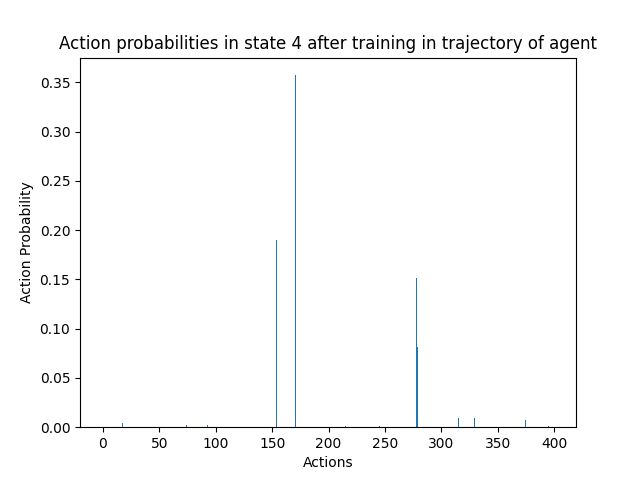 Action probabilities in state 4 after training in trajectory of agent
0.35
0.30
0.25
0.20
0.15
0.10
0.05
0.00
Action Probability
0 50 100 150 200 250 300 350 400
Actions